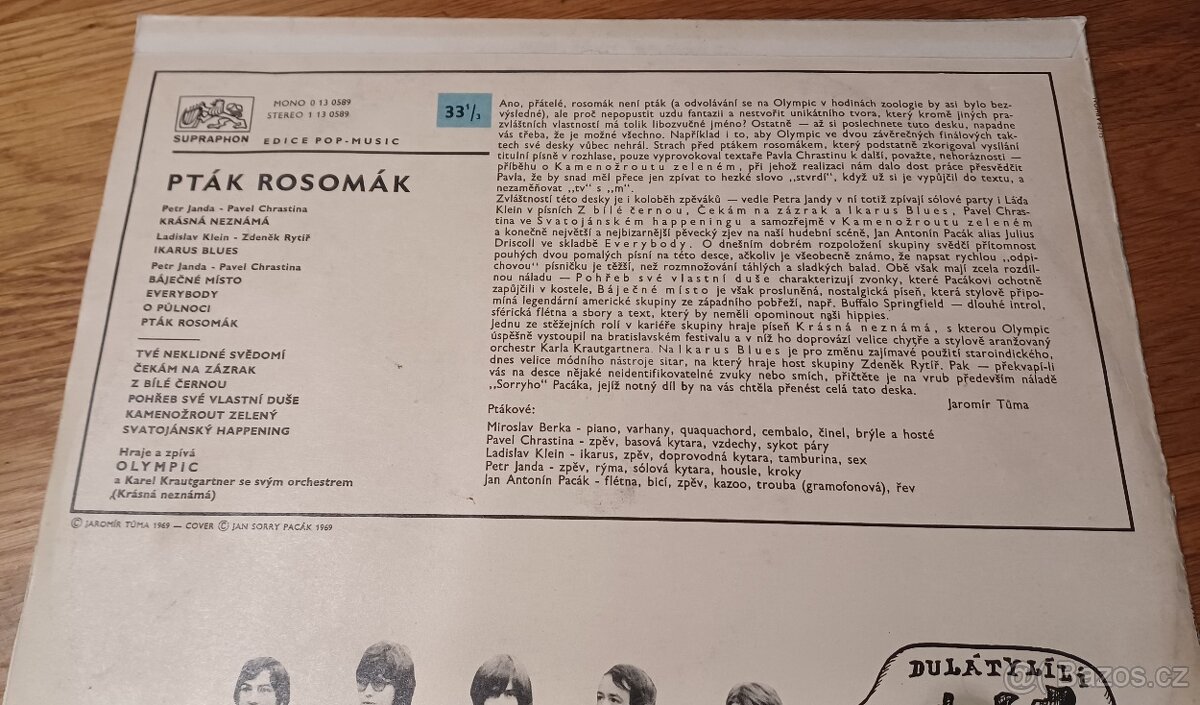 MONO 0 13 0589
STEREO 1 13 0589
SUPRAPHON
EDICE POP-MUSIC
33 1/3
PTÁK ROSOMÁK
Petr Janda - Pavel Chrastina
KRÁSNÁ NEZNÁMÁ
Ladislav Klein - Zdeněk Rytíř
IKARUS BLUES
Petr Janda - Pavel Chrastina
BÁJEČNÉ MÍSTO
EVERYBODY
O PŮLNOCI
PTÁK ROSOMÁK
TVÉ NEKLIDNÉ SVĚDOMÍ
ČEKÁM NA ZÁZRAK
Z BÍLÉ ČERNOU
POHŘEB SVÉ VLASTNÍ DUŠE
KAMENOŽROUT ZELENÝ
SVATOJÁNSKÝ HAPPENING
Hraje a zpívá
OLYMPIC
a Karel Krautgartner se svým orchestrem
(Krásná neznámá)
Ano, přátelé, rosomák není pták (a odvolávání se na Olympic v hodinách zoologie by asi bylo bez-
výsledné), ale proč nepopustit uzdu fantazii a nestvořit unikátního tvora, který kromě jiných pra-
zvláštních vlastností má tolik libozvučné jméno? Ostatně — až si poslechnete tuto desku, napadne
vás třeba, že je možné všechno. Například i to, aby Olympic ve dvou závěrečných finálových tak-
tech své desky vůbec nehrál. Strach před ptákem rosomákem, který podstatně zkorigoval vysílání
titulní písně v rozhlase, pouze vyprovokoval textaře Pavla Chrastinu k další, považte, nehoráznosti —
příběhu o Kamenožroutu zeleném, při jehož realizaci nám dalo dost práce přesvědčit
Pavla, že by snad měl přece jen zpívat to hezké slovo „stvrdí", když už si je vypůjčil do textu, a
nezaměňovat „tv" s „m".
Zvláštností této desky je i koloběh zpěváků — vedle Petra Jandy v ní totiž zpívají sólové party i Láďa
Klein v písních Z bílé černou, Čekám na zázrak a Ikarus Blues, Pavel Chras-
tina ve Svatojánském happeningu a samozřejmě v Kamenožroutu zeleném
a konečně největší a nejbizarnější pěvecký zjev na naší hudební scéně, Jan Antonín Pacák alias Julius
Driscoll ve skladbě Everybody. O dnešním dobrém rozpoložení skupiny svědčí přítomnost
pouhých dvou pomalých písní na této desce, ačkoliv je všeobecně známo, že napsat rychlou „odpi-
chovou" písničku je těžší, než rozmnožování táhlých a sladkých balad. Obě však mají zcela rozdíl-
nou náladu — Pohřeb své vlastní duše charakterizují zvonky, které Pacákovi ochotně
zapůjčili v kostele, Báječné místo je však prosluněná, nostalgická píseň, která stylově připo-
míná legendární americké skupiny ze západního pobřeží, např. Buffalo Springfield — dlouhé introl,
sférická flétna a sbory a text, který by neměli opominout naši hippies.
Jednu ze stěžejních rolí v kariéře skupiny hraje píseň Krásná neznámá, s kterou Olympic
úspěšně vystoupil na bratislavském festivalu a v níž ho doprovází velice chytře a stylově aranžovaný
orchestr Karla Krautgartnera. Na Ikarus Blues je pro změnu zajímavé použití staroindického,
dnes velice módního nástroje sitar, na který hraje host skupiny Zdeněk Rytíř. Pak — překvapí-li
vás na desce nějaké neidentifikovatelné zvuky nebo smích, přičtěte je na vrub především náladě
„Sorryho" Pacáka, jejíž notný díl by na vás chtěla přenést celá tato deska.
Jaromír Tůma
Ptákové:
Miroslav Berka - piano, varhany, quaquachord, cembalo, činel, brýle a hosté
Pavel Chrastina - zpěv, basová kytara, vzdechy, sykot páry
Ladislav Klein - ikarus, zpěv, doprovodná kytara, tamburina, sex
Petr Janda - zpěv, rýma, sólová kytara, housle, kroky
Jan Antonín Pacák - flétna, bicí, zpěv, kazoo, trouba (gramofonová), řev
© JAROMÍR TŮMA 1969 — COVER © JAN SORRY PACÁK 1969
DULÁTYLÍLÍ
@Bazos.cz